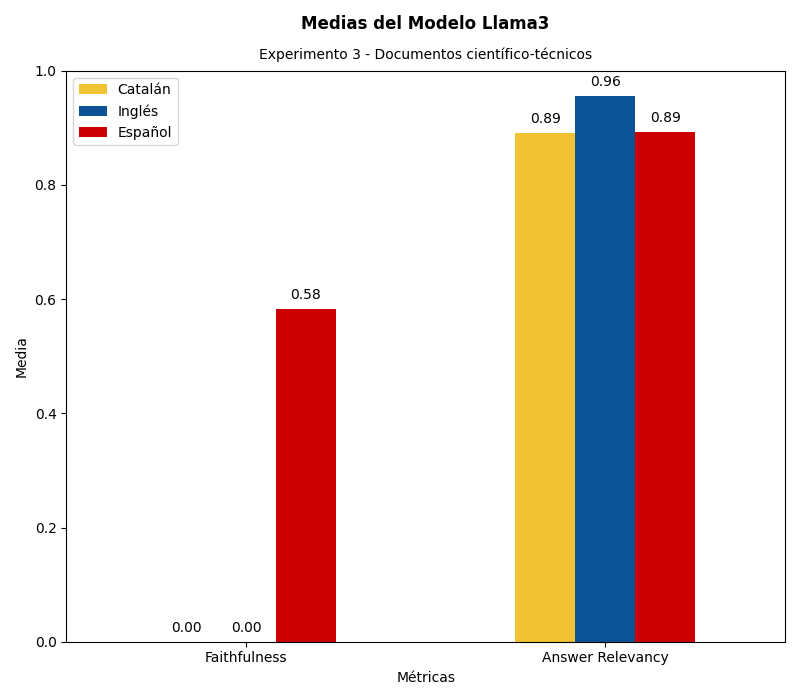 Medias del Modelo Llama3
Experimento 3 - Documentos científico-técnicos
Catalán
Inglés
Español
1.0
0.8
0.6
0.4
0.2
0.0
Media
0.00
0.00
0.58
0.89
0.96
0.89
Faithfulness
Answer Relevancy
Métricas